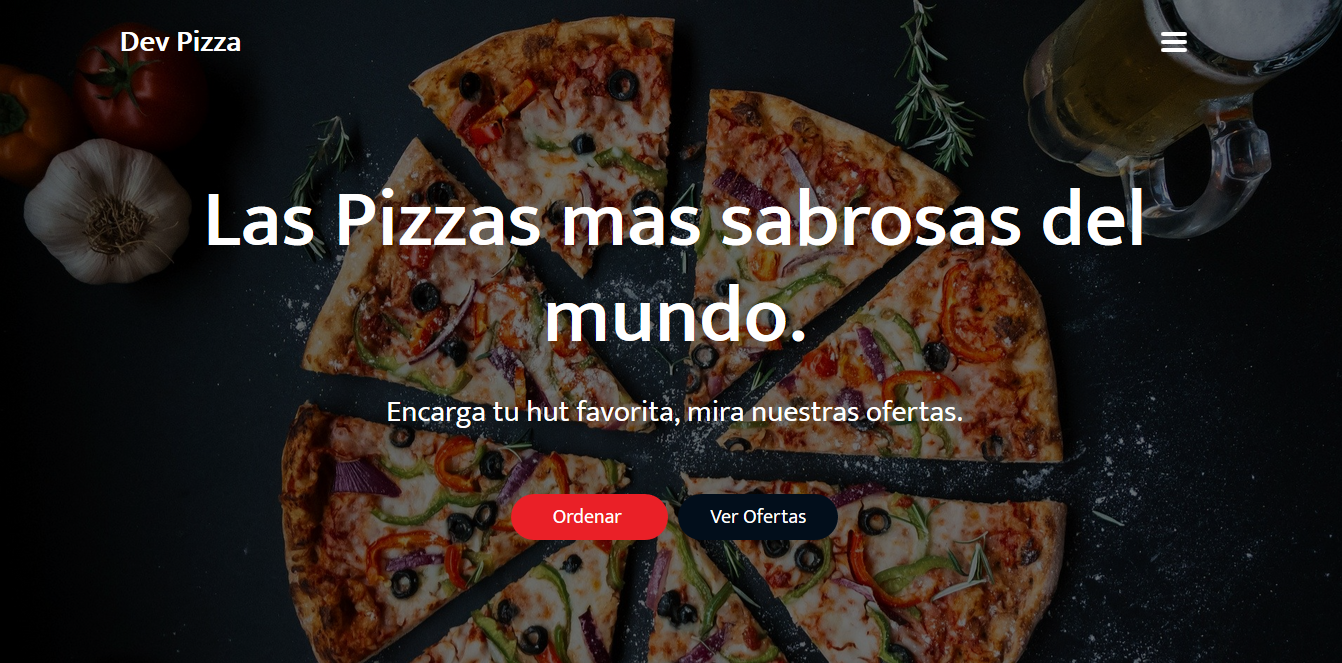 Dev Pizza
Las Pizzas mas sabrosas del
mundo.
Encarga tu hut favorita, mira nuestras ofertas.
Ordenar
Ver Ofertas